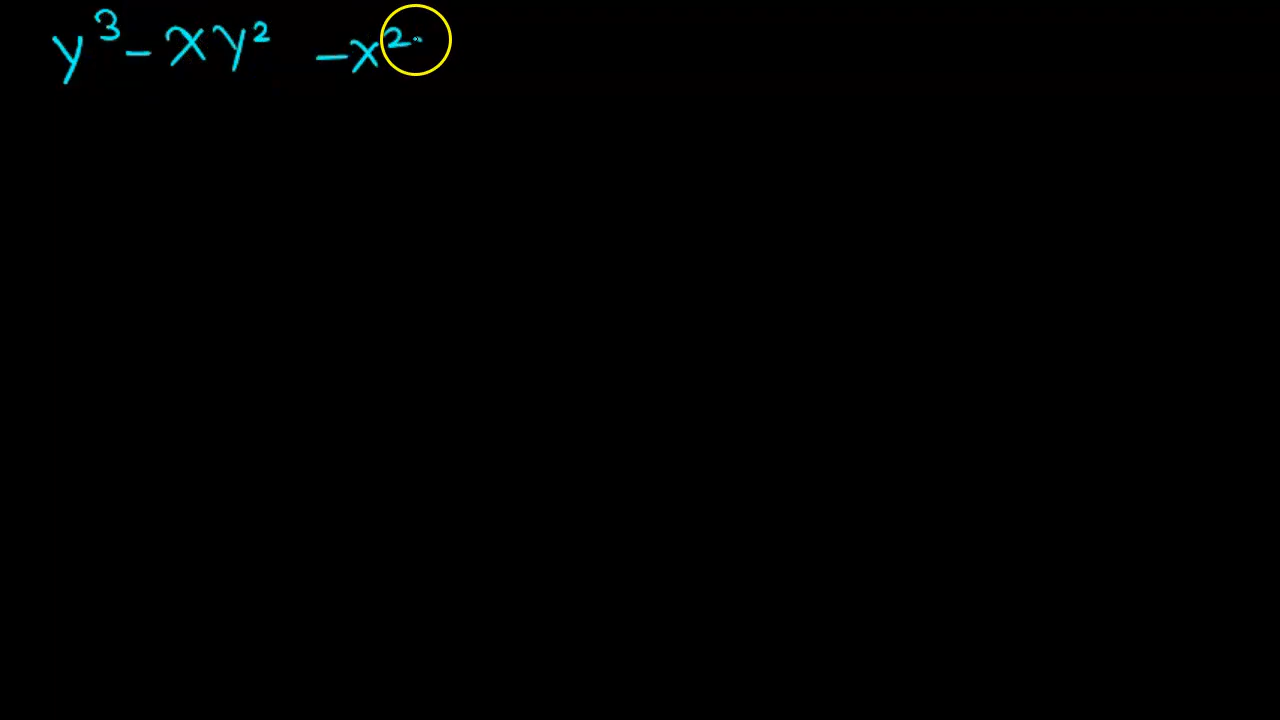 y³ - xy² - x²